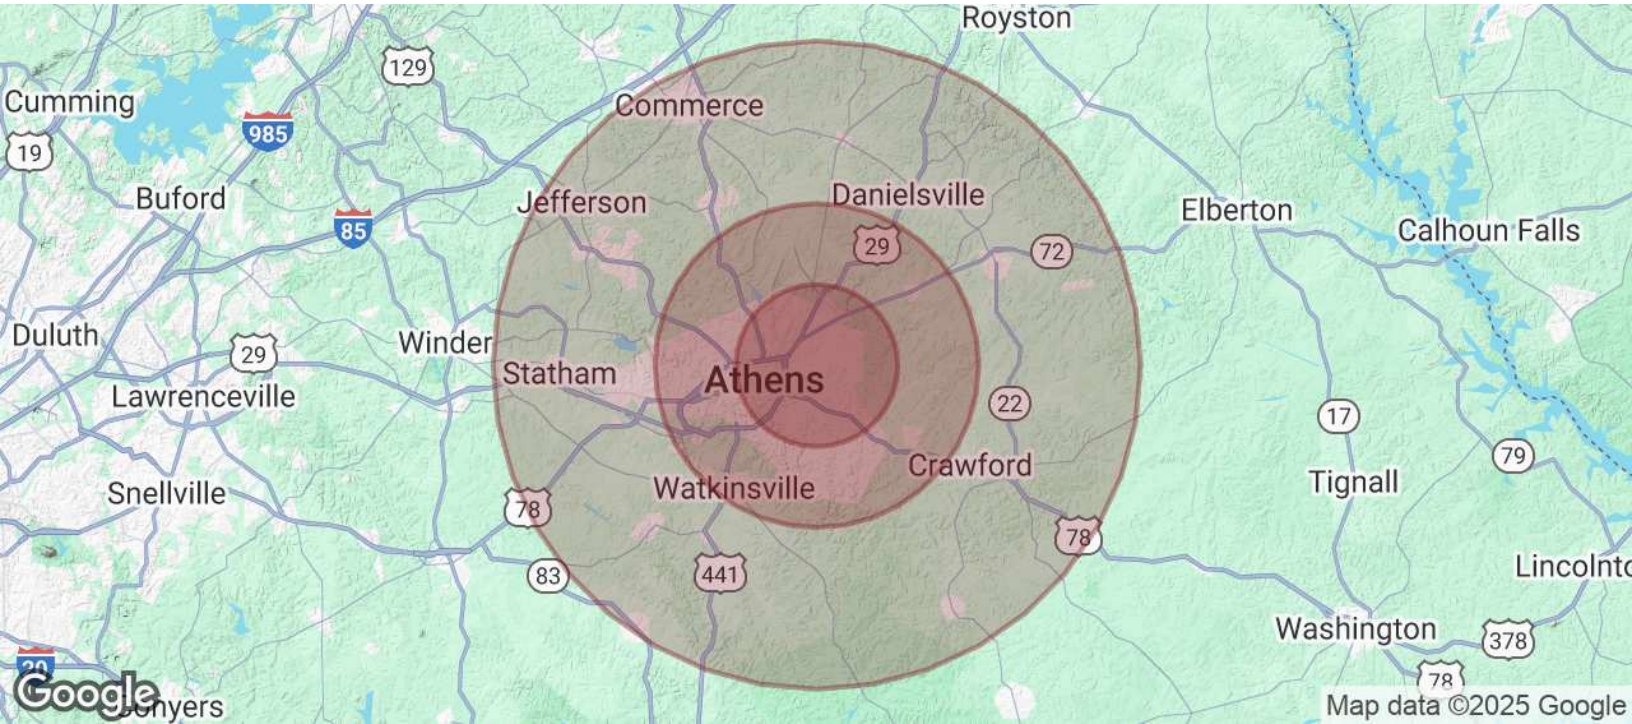 Royston
129
Cumming
Commerce
985
19
Buford
Jefferson
Danielsville
Elberton
85
Calhoun Falls
29
72
Duluth
Winder
29
Statham
Athens
Lawrenceville
22
17
79
Crawford
Snellville
Watkinsville
Tignall
78
78
83
441
Lincolnto
Washington
378
20
78
Google
onyers
Map data ©2025 Google